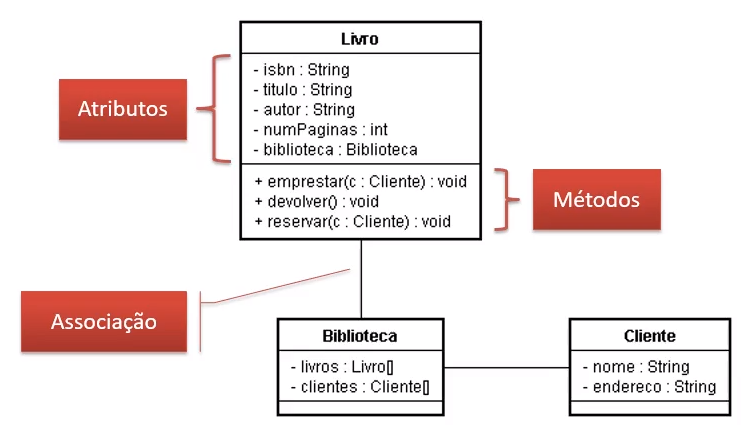 Livro
- isbn : String
- titulo : String
- autor : String
- numPaginas : int
- biblioteca : Biblioteca
Atributos
+ emprestar(c : Cliente) : void
+ devolver() : void
+ reservar(c : Cliente) : void
Métodos
Associação
Biblioteca
- livros : Livro[]
- clientes : Cliente[]
Cliente
- nome : String
- endereco : String